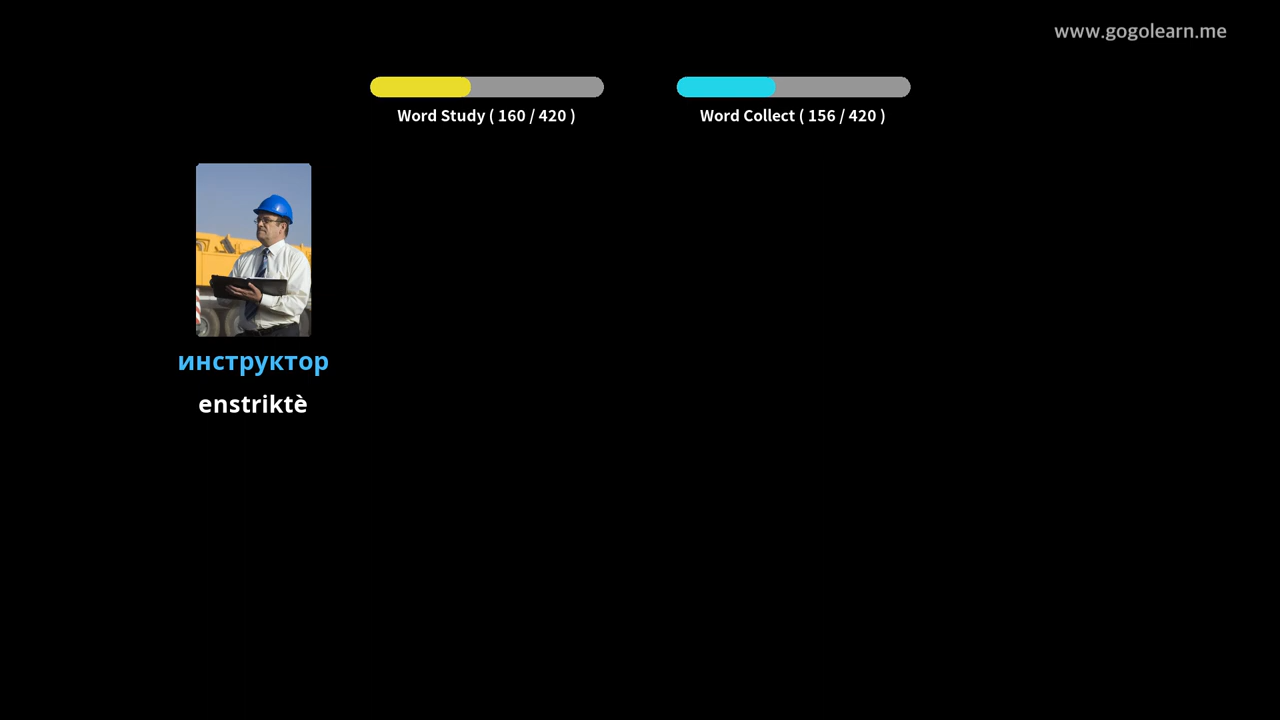 www.gogolearn.me
Word Study ( 160 / 420 )
Word Collect ( 156 / 420 )
инструктор
enstriktè